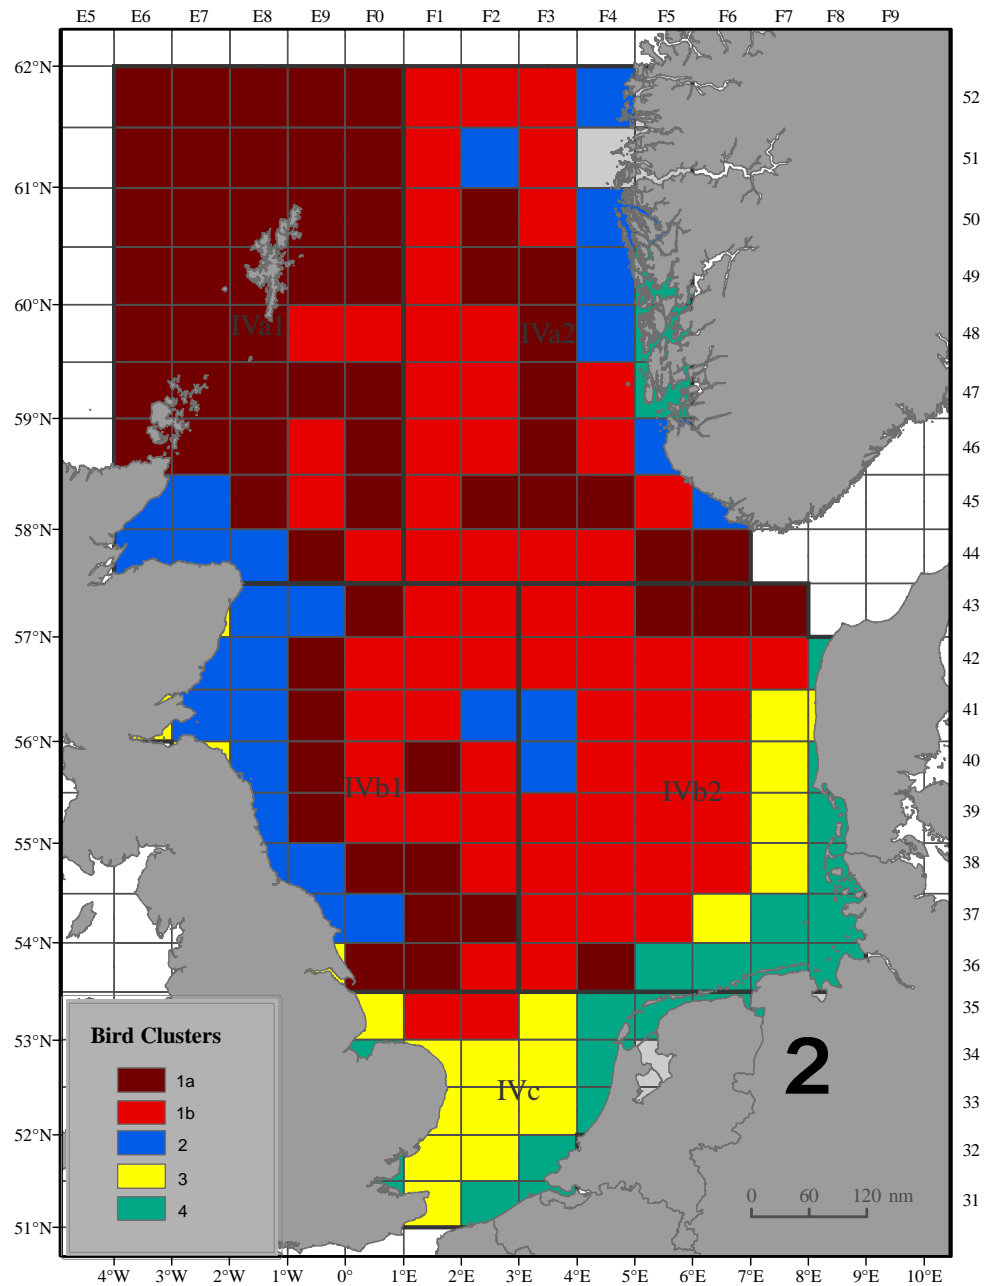 E5 E6 E7 E8 E9 F0 F1 F2 F3 F4 F5 F6 F7 F8 F9
62°N
52
51
61°N
50
49
60°N
IVa1
IVa2
48
47
59°N
46
45
58°N
44
43
57°N
42
41
56°N
IVb1
IVb2
40
39
55°N
38
37
54°N
36
35
53°N
34
33
IVc
52°N
32
31
51°N
Bird Clusters
1a
1b
2
3
4
2
0 60 120 nm
4°W 3°W 2°W 1°W 0° 1°E 2°E 3°E 4°E 5°E 6°E 7°E 8°E 9°E 10°E